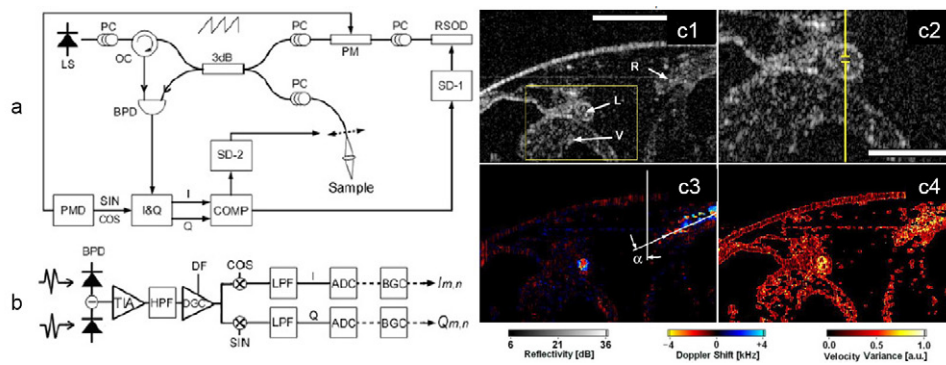 a
LS
PC
OC
3dB
PC
PM
PC
RSOD
BPD
PC
SD-1
SD-2
Sample
PMD
SIN
COS
I&Q
I
Q
COMP
b
BPD
TIA
HPF
DF
DGC
COS
SIN
LPF
I
ADC
BGC
Im,n
LPF
Q
ADC
BGC
Qm,n
c1
R
L
V
c2
c3
α
c4
6 21 36
Reflectivity [dB]
−4 +4
Doppler Shift [kHz]
0.0 0.5 1.0
Velocity Variance [a.u.]